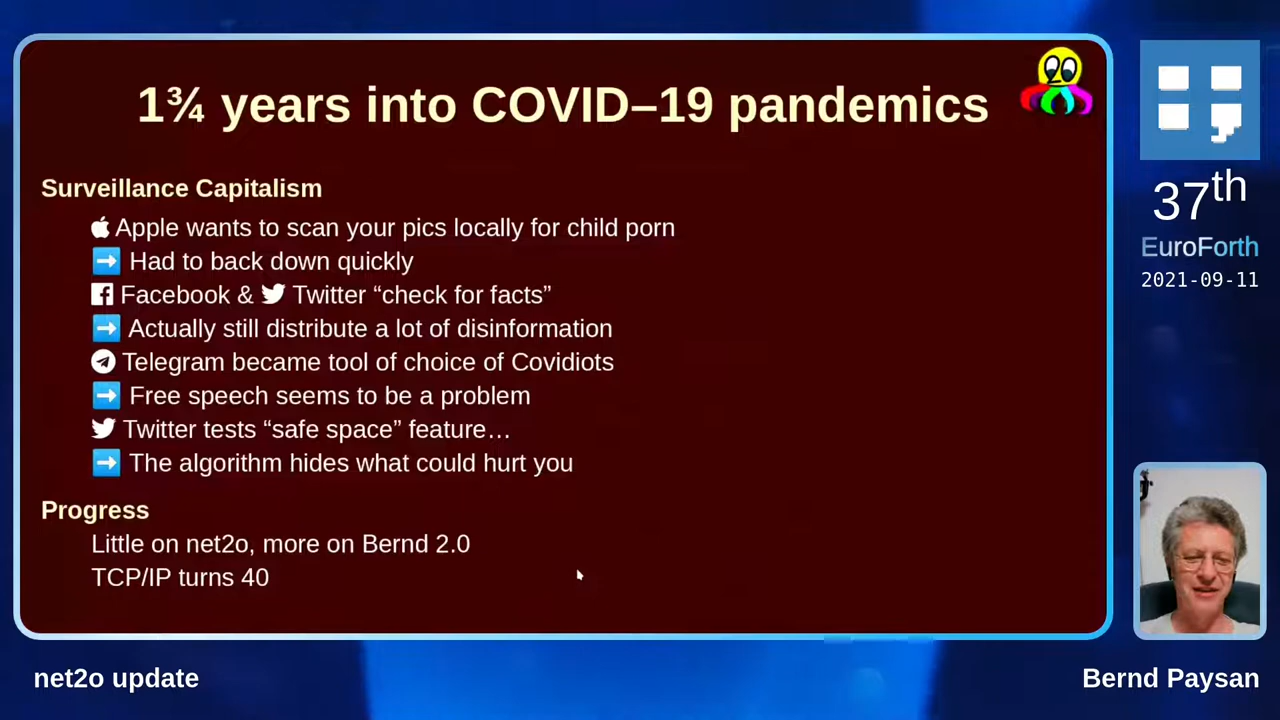 1¾ years into COVID–19 pandemics
Surveillance Capitalism
Apple wants to scan your pics locally for child porn
➡ Had to back down quickly
Facebook & Twitter “check for facts”
➡ Actually still distribute a lot of disinformation
Telegram became tool of choice of Covidiots
➡ Free speech seems to be a problem
Twitter tests “safe space” feature…
➡ The algorithm hides what could hurt you
Progress
Little on net2o, more on Bernd 2.0
TCP/IP turns 40
37th
EuroForth
2021-09-11
net2o update
Bernd Paysan